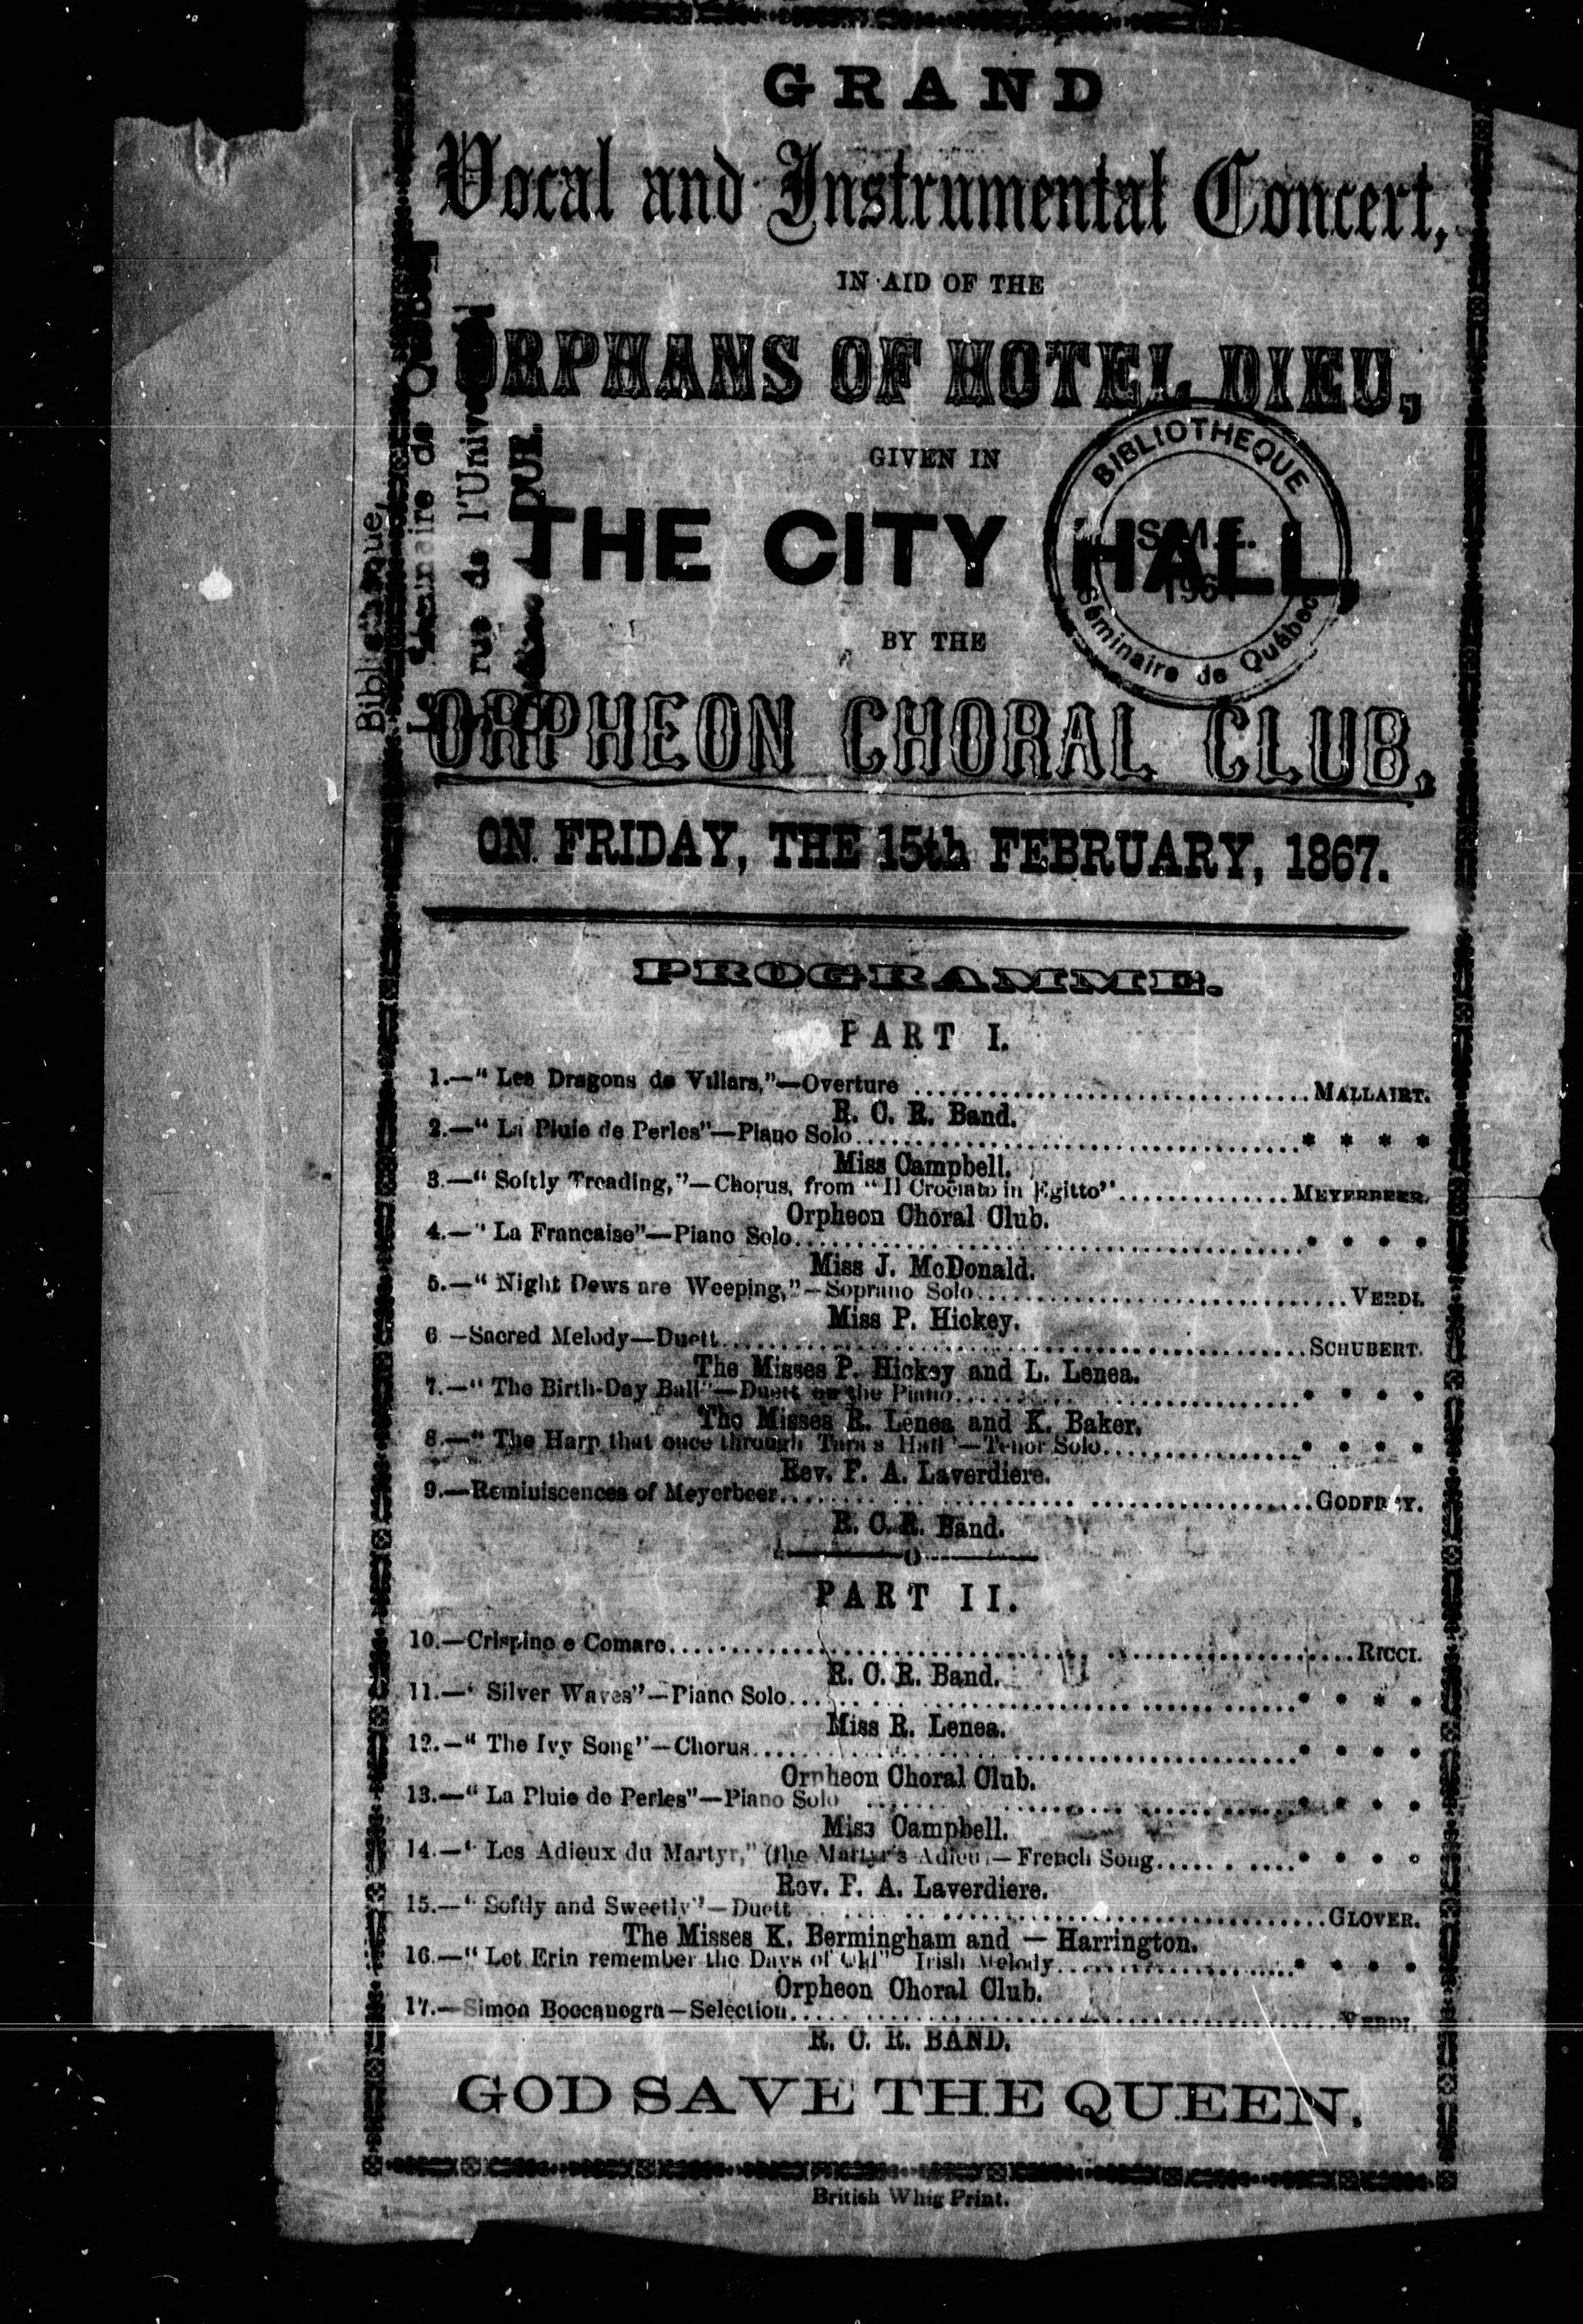 GRAND
Vocal and Instrumental Concert,
IN AID OF THE
ORPHANS OF HOTEL DIEU,
GIVEN IN
THE CITY HALL,
BY THE
ORPHEON CHORAL CLUB,
ON FRIDAY, THE 15th FEBRUARY, 1867.
BIBLIOTHEQUE
S.M.E.
Séminaire de Québec
Bibliothèque,
Séminaire de Québec
rue de l'Univer
PROGRAMME.
PART I.
1.—“ Les Dragons de Villars,”—Overture ................................MALLAIRT.
R. C. R. Band.
2.—“ La Pluie de Perles”—Piano Solo....................................* * * *
Miss Campbell.
3.—“ Softly Treading,”—Chorus, from “Il Crociato in Egitto”..............MEYERBEER.
Orpheon Choral Club.
4.—“ La Francaise”—Piano Solo........................................* * * *
Miss J. McDonald.
5.—“ Night Dews are Weeping,”—Soprano Solo..............................VERDI.
Miss P. Hickey.
6 —Sacred Melody—Duett................................................SCHUBERT.
The Misses P. Hickey and L. Lenea.
7.—“ The Birth-Day Ball”—Duett on the Piano............................* * * *
The Misses R. Lenea and K. Baker.
8.—“ The Harp that once through Tara's Hall”—Tenor Solo................* * * *
Rev. F. A. Laverdiere.
9.—Reminiscences of Meyerbeer..........................................GODFREY.
R. C. R. Band.
PART II.
10.—Crispino e Comare..................................................RICCI.
R. C. R. Band.
11.—‘ Silver Waves”—Piano Solo........................................* * * *
Miss R. Lenea.
12.—“ The Ivy Song”—Chorus............................................* * * *
Orpheon Choral Club.
13.—“ La Pluie de Perles”—Piano Solo ..................................* * * *
Miss Campbell.
14.—‘ Les Adieux du Martyr,” (the Martyr's Adieu,—French Song............* * * *
Rev. F. A. Laverdiere.
15.—‘ Softly and Sweetly”—Duett........................................GLOVER.
The Misses K. Bermingham and — Harrington.
16.—“ Let Erin remember the Days of Old” Irish Melody....................* * * *
Orpheon Choral Club.
17.—Simon Boccanegra—Selection........................................VERDI.
R. C. R. BAND.
GOD SAVE THE QUEEN.
British Whig Print.